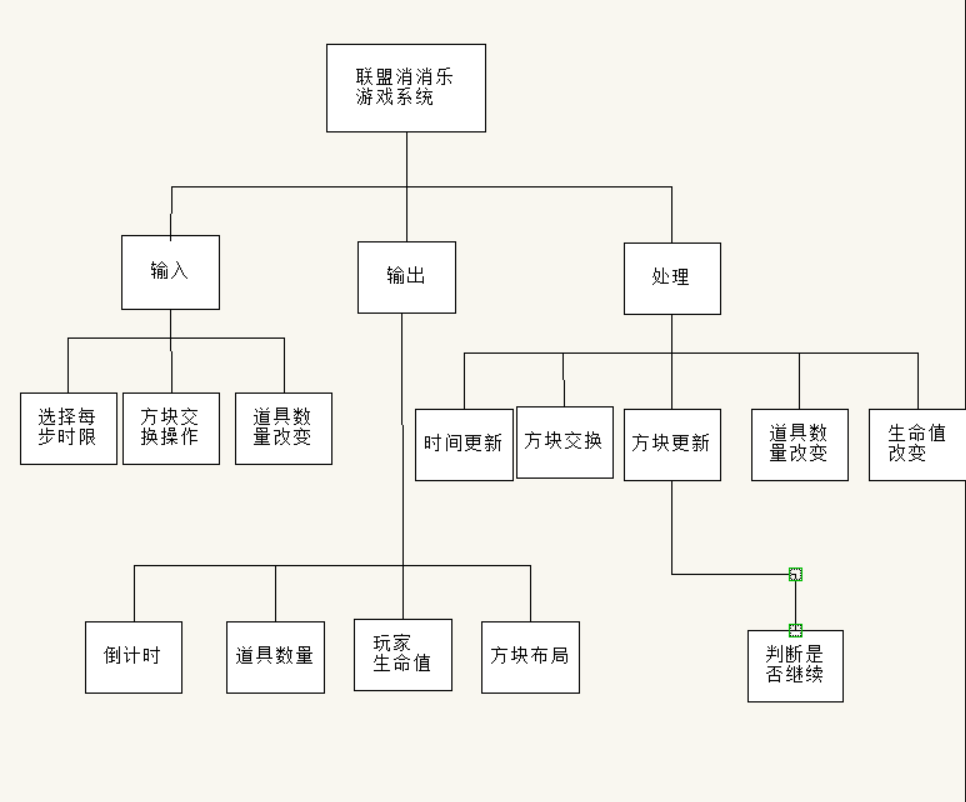 联盟消消乐
游戏系统
输入
输出
处理
选择每
步时限
方块交
换操作
道具数
量改变
时间更新
方块交换
方块更新
道具数
量改变
生命值
改变
倒计时
道具数量
玩家
生命值
方块布局
判断是
否继续